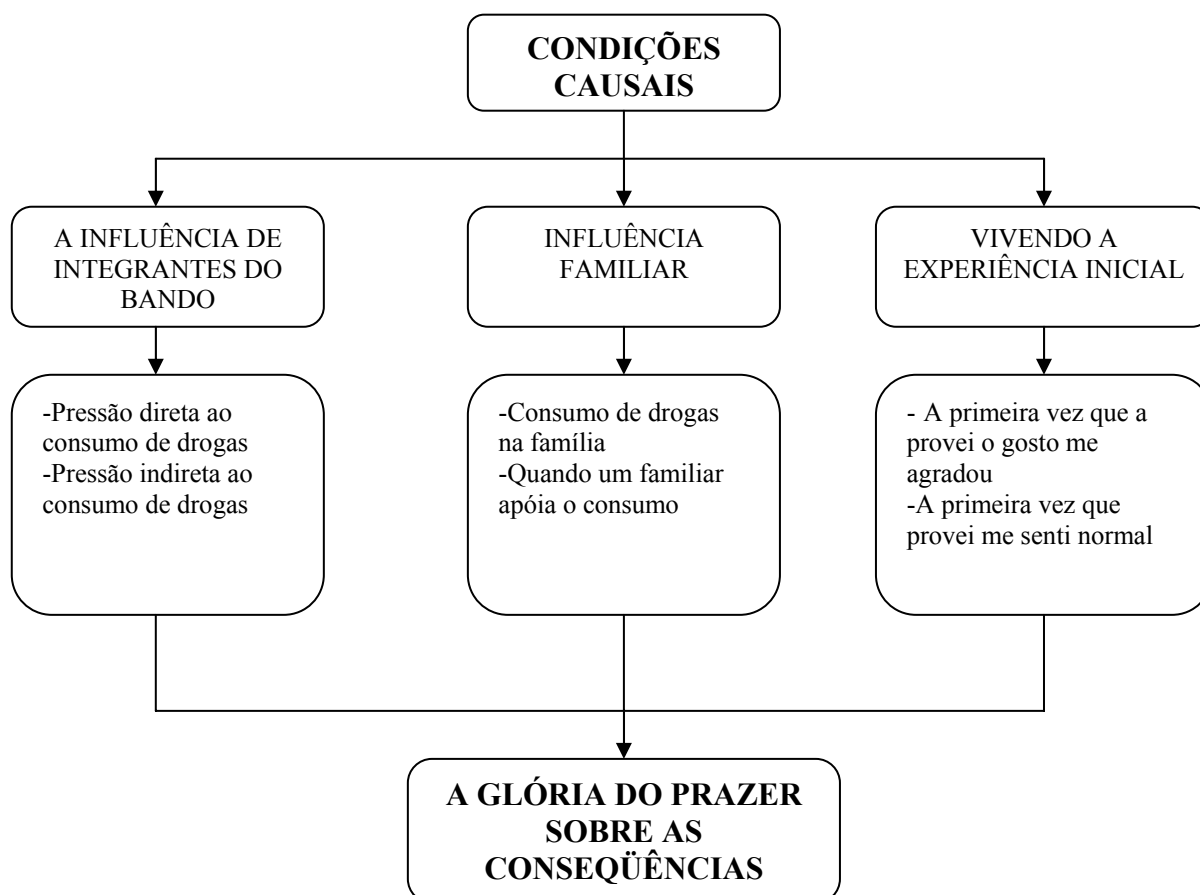 CONDIÇÕES
CAUSAIS
A INFLUÊNCIA DE
INTEGRANTES DO
BANDO
INFLUÊNCIA
FAMILIAR
VIVENDO A
EXPERIÊNCIA INICIAL
-Pressão direta ao
consumo de drogas
-Pressão indireta ao
consumo de drogas
-Consumo de drogas
na família
-Quando um familiar
apóia o consumo
- A primeira vez que a
provei o gosto me
agradou
-A primeira vez que
provei me senti normal
A GLÓRIA DO PRAZER
SOBRE AS
CONSEQÜÊNCIAS